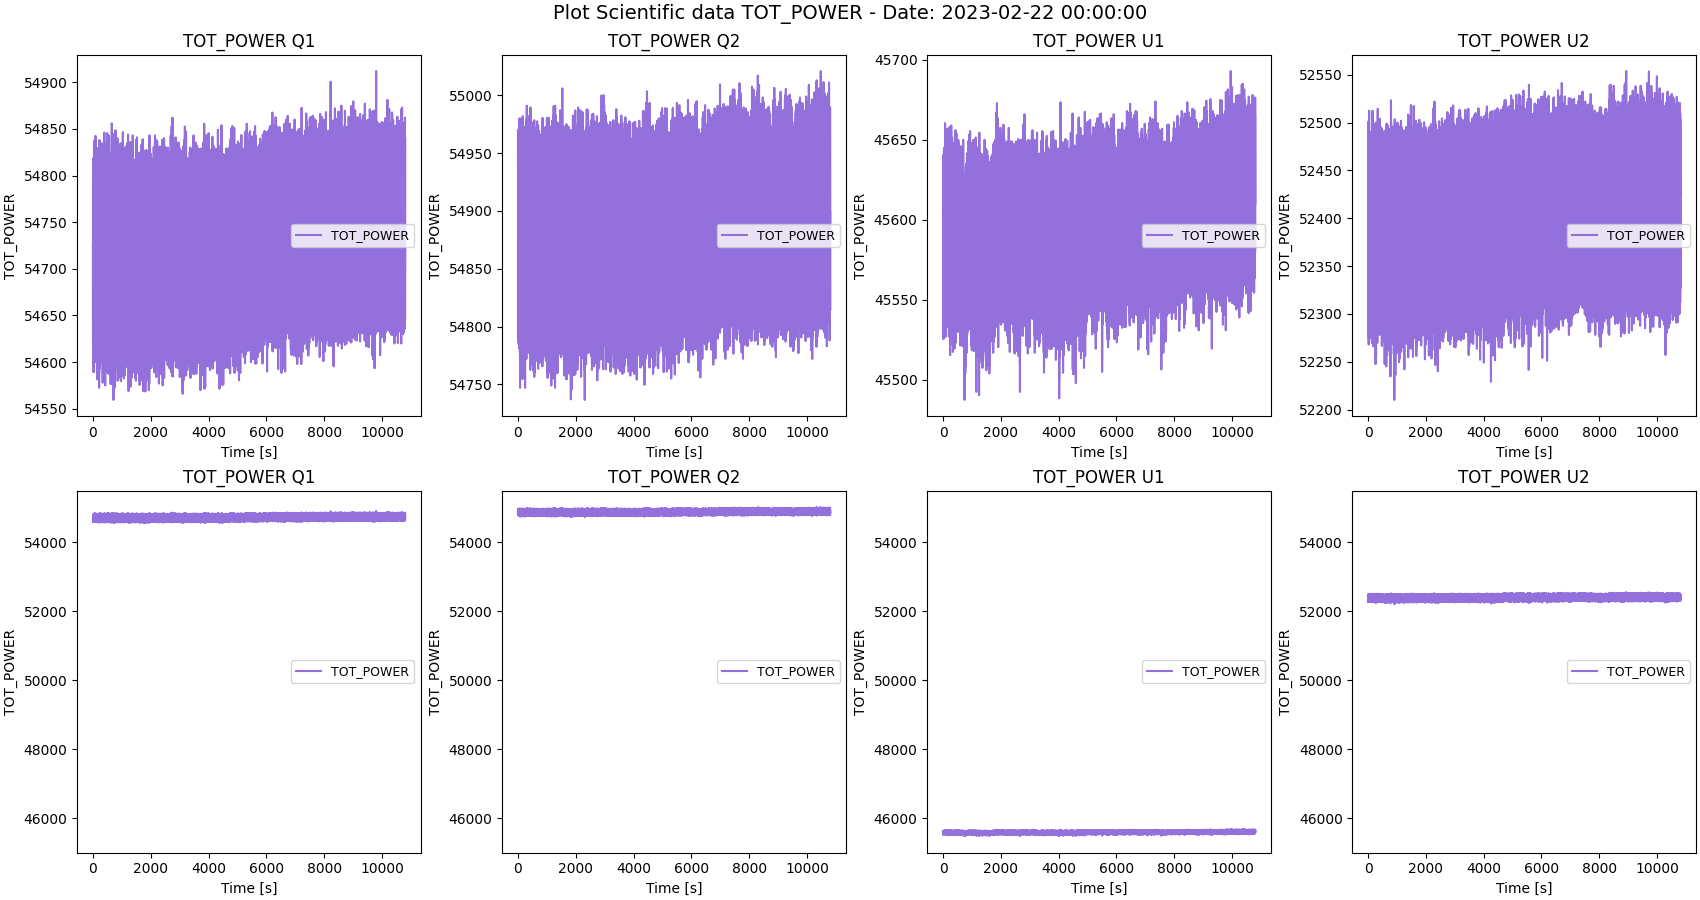 Plot Scientific data TOT_POWER - Date: 2023-02-22 00:00:00
TOT_POWER Q1
54900
54850
54800
54750
54700
54650
54600
54550
TOT_POWER
TOT_POWER
0 2000 4000 6000 8000 10000
Time [s]
TOT_POWER Q2
55000
54950
54900
54850
54800
54750
TOT_POWER
TOT_POWER
0 2000 4000 6000 8000 10000
Time [s]
TOT_POWER U1
45700
45650
45600
45550
45500
TOT_POWER
TOT_POWER
0 2000 4000 6000 8000 10000
Time [s]
TOT_POWER U2
52550
52500
52450
52400
52350
52300
52250
52200
TOT_POWER
TOT_POWER
0 2000 4000 6000 8000 10000
Time [s]
TOT_POWER Q1
54000
52000
50000
48000
46000
TOT_POWER
TOT_POWER
0 2000 4000 6000 8000 10000
Time [s]
TOT_POWER Q2
54000
52000
50000
48000
46000
TOT_POWER
TOT_POWER
0 2000 4000 6000 8000 10000
Time [s]
TOT_POWER U1
54000
52000
50000
48000
46000
TOT_POWER
TOT_POWER
0 2000 4000 6000 8000 10000
Time [s]
TOT_POWER U2
54000
52000
50000
48000
46000
TOT_POWER
TOT_POWER
0 2000 4000 6000 8000 10000
Time [s]